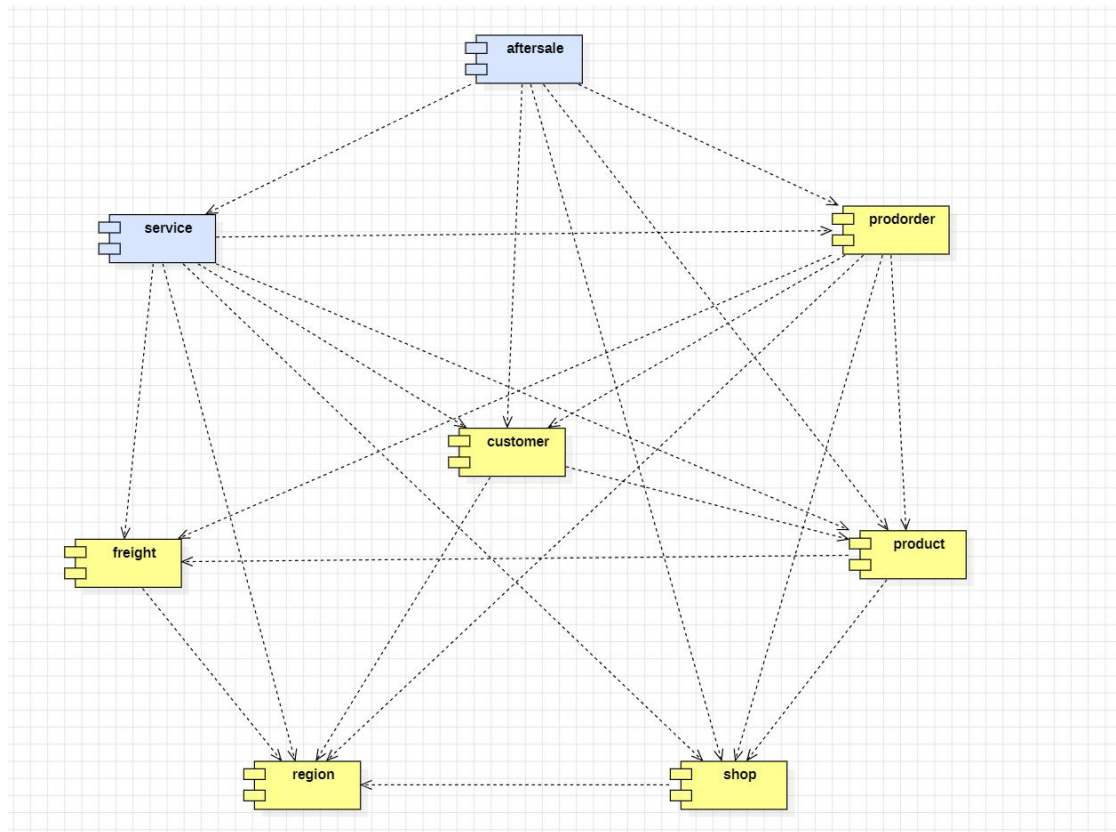 aftersale
service
prodorder
customer
freight
product
region
shop